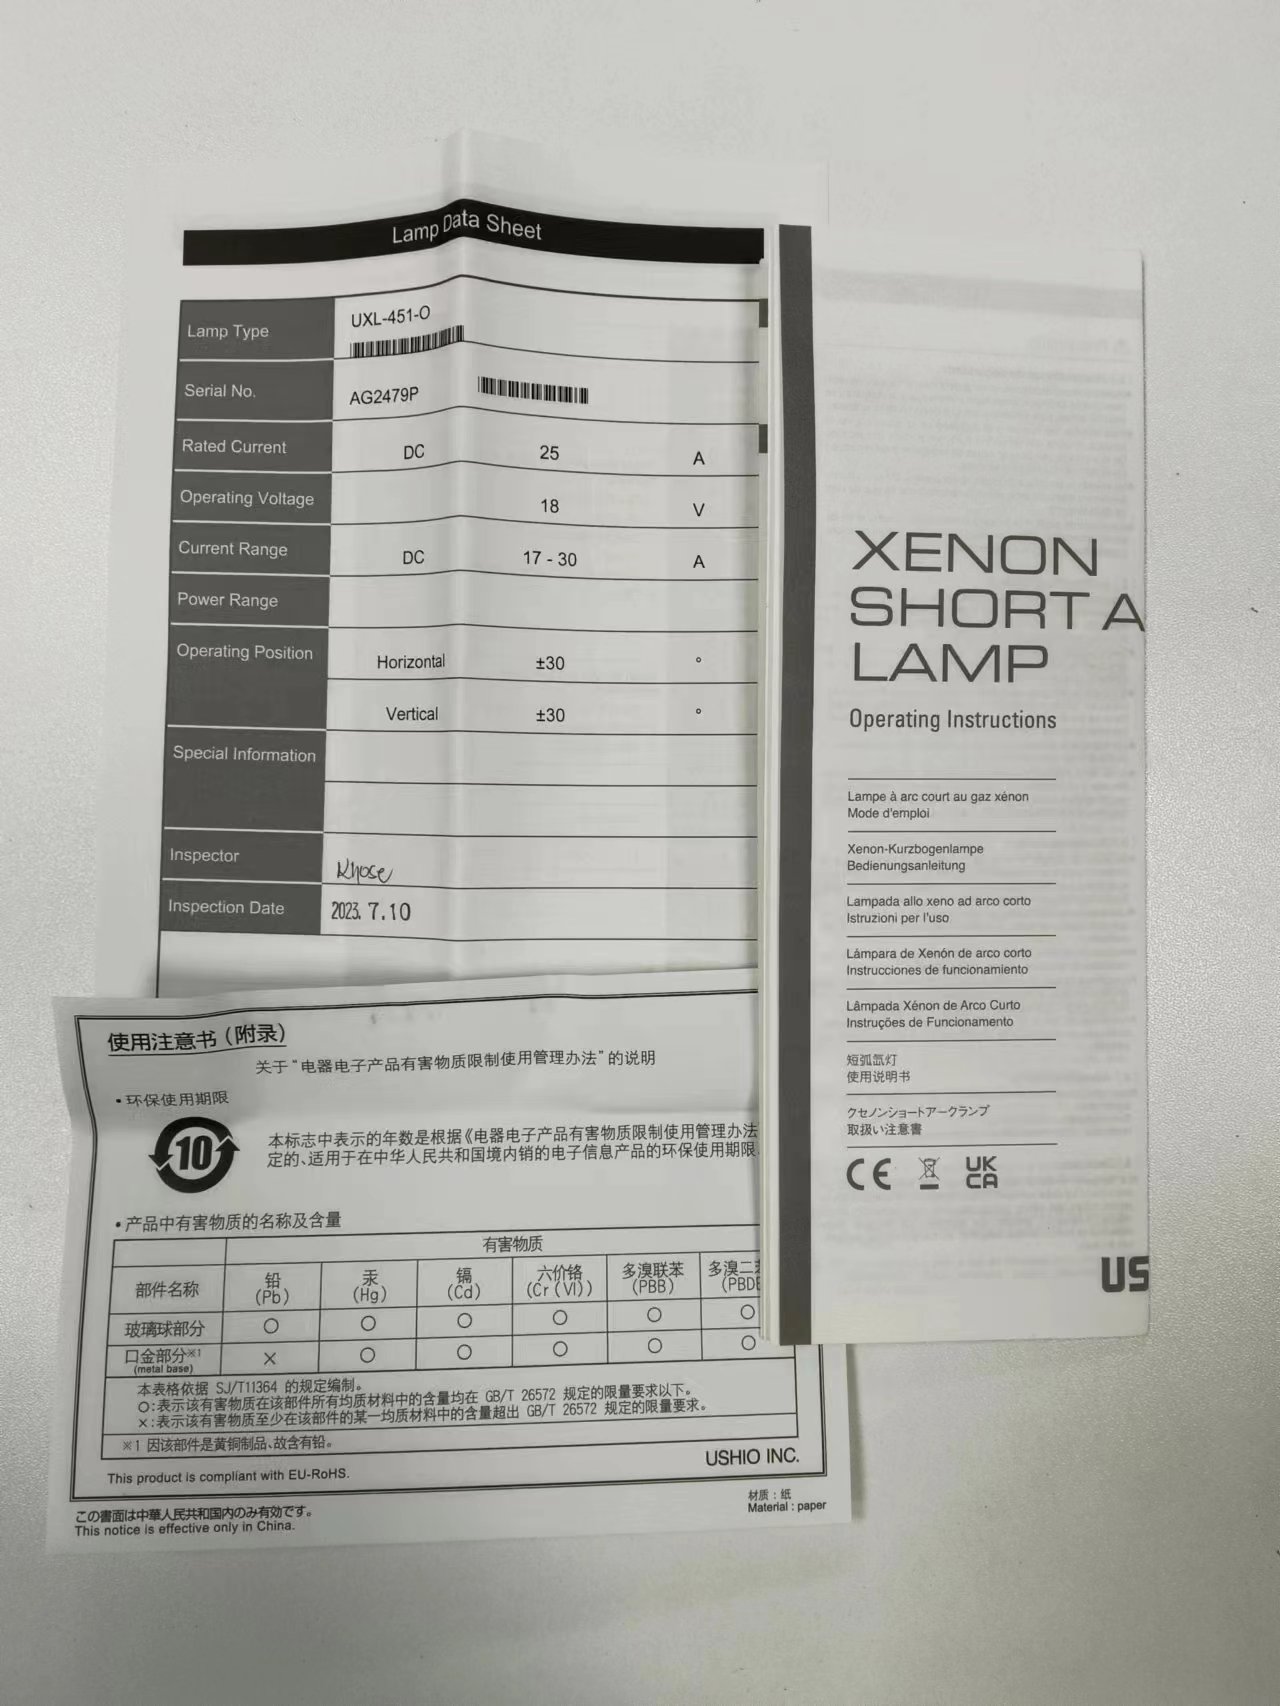 Lamp Data Sheet
Lamp Type UXL-451-O
Serial No. AG2479P
Rated Current DC 25 A
Operating Voltage 18 V
Current Range DC 17 - 30 A
Power Range
Operating Position Horizontal ±30 °
Vertical ±30 °
Special Information
Inspector
Inspection Date 2023. 7.10
使用注意书（附录）
关于“电器电子产品有害物质限制使用管理办法”的说明
• 环保使用期限
10
本标志中表示的年数是根据《电器电子产品有害物质限制使用管理办法
定的、适用于在中华人民共和国境内销的电子信息产品的环保使用期限
• 产品中有害物质的名称及含量
有害物质
部件名称 铅 (Pb) 汞 (Hg) 镉 (Cd) 六价铬 (Cr (VI)) 多溴联苯 (PBB) 多溴二 (PBD
玻璃球部分 ○ ○ ○ ○ ○ ○
口金部分※1 (metal base) × ○ ○ ○ ○ ○
本表格依据 SJ/T11364 的规定编制。
○:表示该有害物质在该部件所有均质材料中的含量均在 GB/T 26572 规定的限量要求以下。
×:表示该有害物质至少在该部件的某一均质材料中的含量超出 GB/T 26572 规定的限量要求。
※1 因该部件是黄铜制品、故含有铅。
USHIO INC.
This product is compliant with EU-RoHS.
この書面は中華人民共和国内のみ有効です。
This notice is effective only in China.
材质：纸
Material : paper
XENON
SHORT A
LAMP
Operating Instructions
Lampe à arc court au gaz xénon
Mode d'emploi
Xenon-Kurzbogenlampe
Bedienungsanleitung
Lampada allo xeno ad arco corto
Istruzioni per l'uso
Lámpara de Xenón de arco corto
Instrucciones de funcionamiento
Lâmpada Xénon de Arco Curto
Instruções de Funcionamento
短弧氙灯
使用说明书
クセノンショートアークランプ
取扱い注意書
CE UK
CA
US